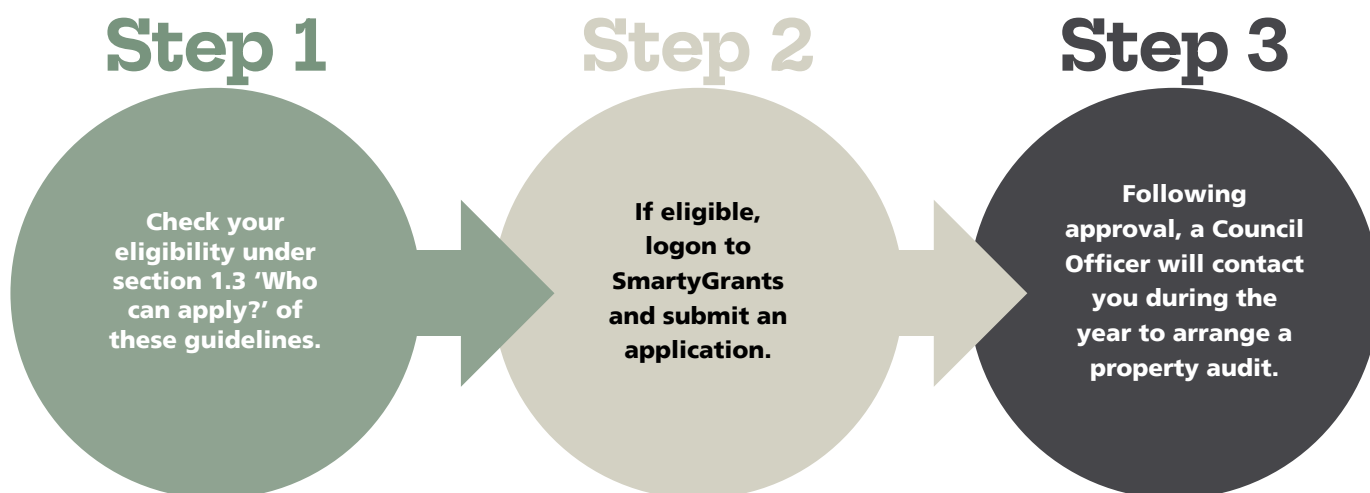 Step 1
Check your
eligibility under
section 1.3 ‘Who
can apply?’ of
these guidelines.
Step 2
If eligible,
logon to
SmartyGrants
and submit an
application.
Step 3
Following
approval, a Council
Officer will contact
you during the
year to arrange a
property audit.